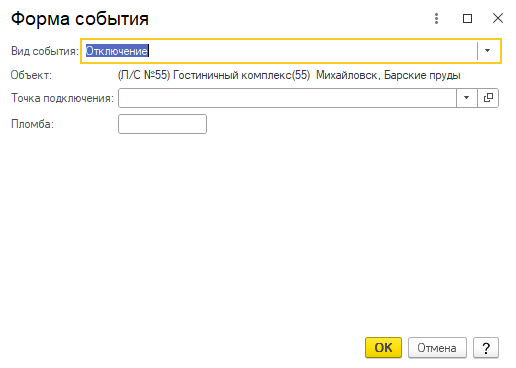 Форма события
Вид события: Отключение
Объект: (П/С №55) Гостиничный комплекс(55) Михайловск, Барские пруды
Точка подключения:
Пломба:
OK Отмена ?